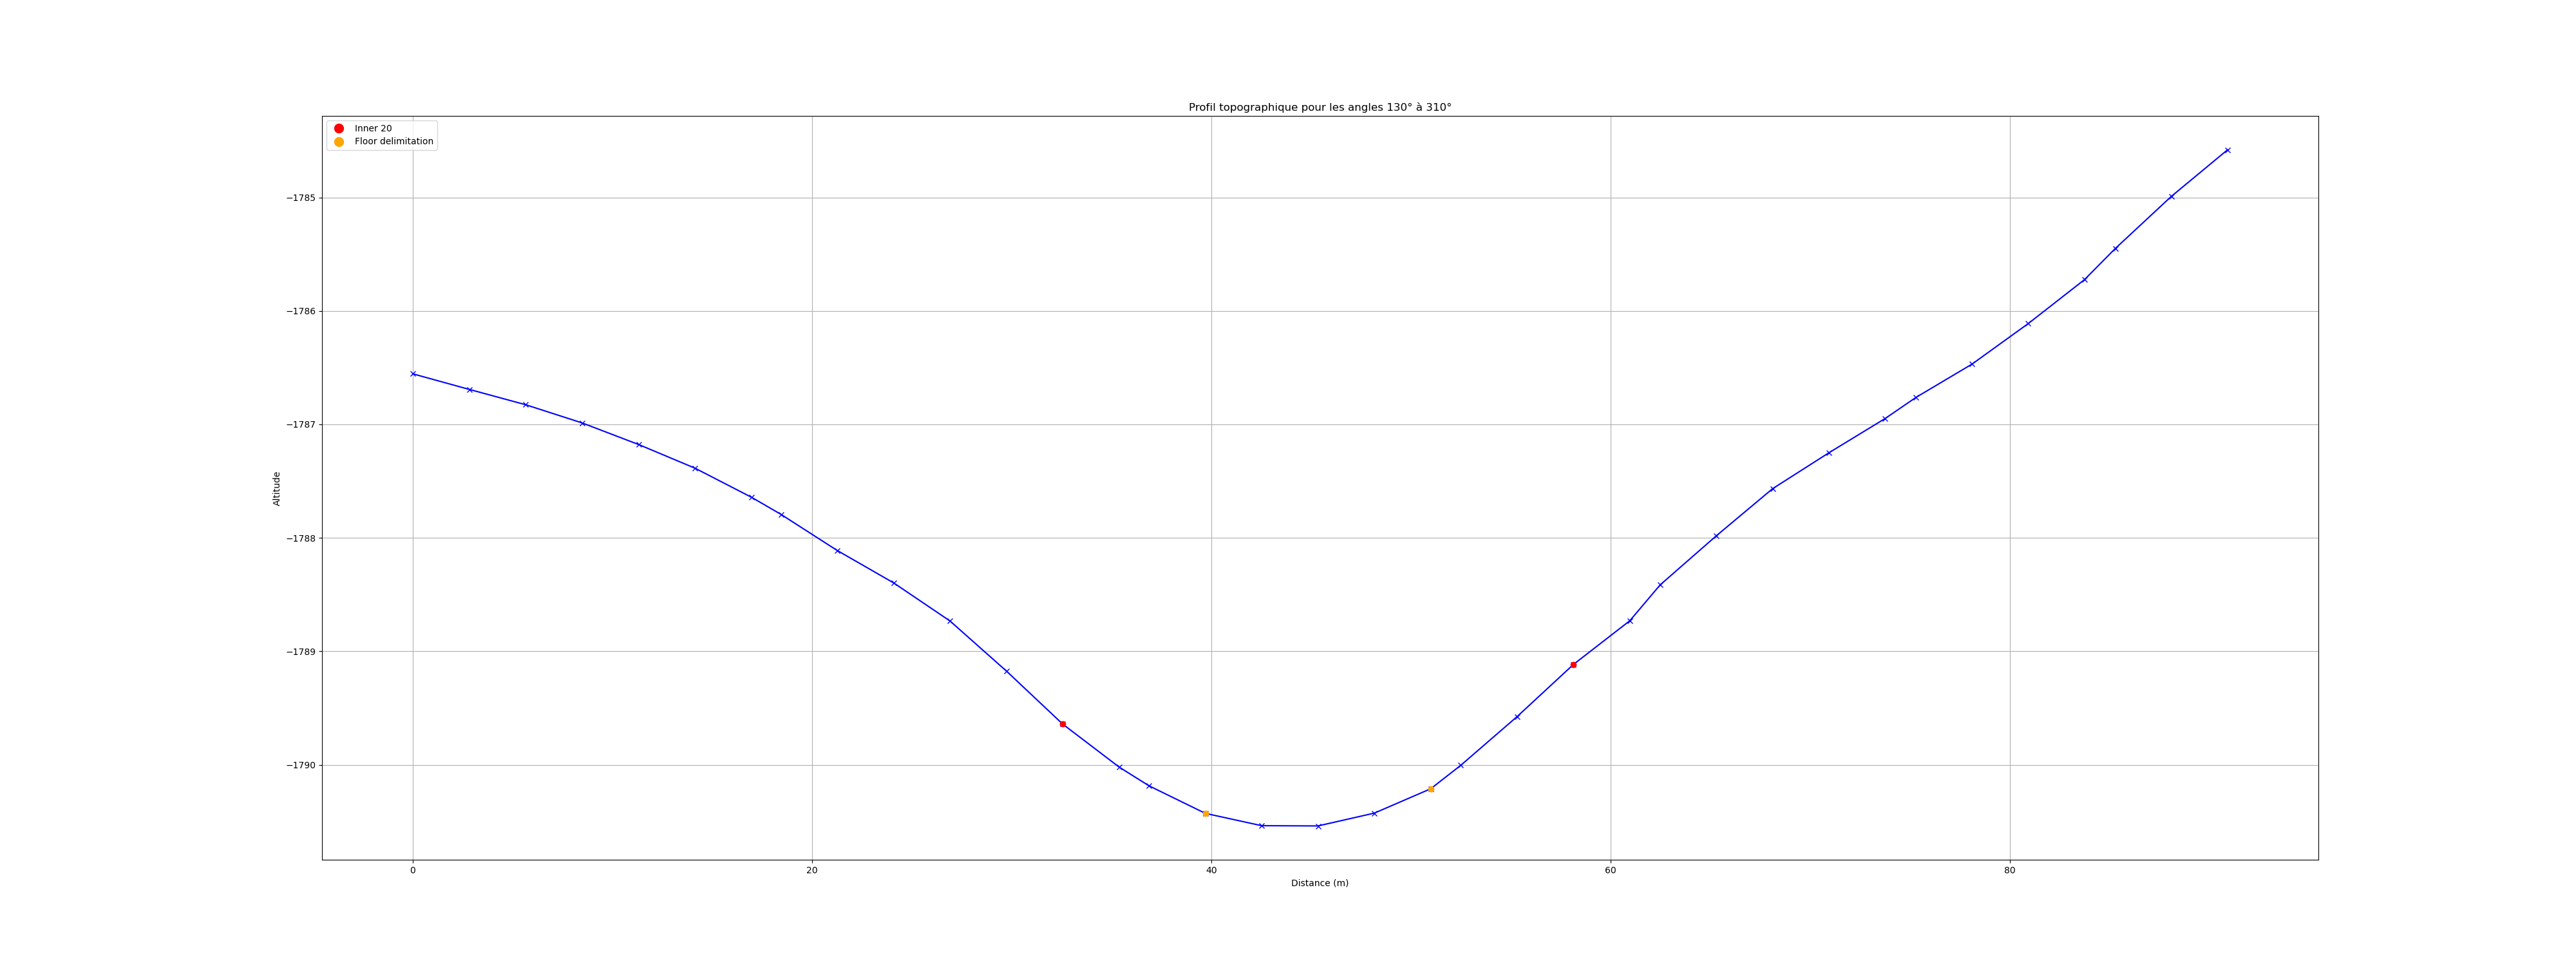 Profil topographique pour les angles 130° à 310°
Inner 20
Floor delimitation
−1785
−1786
−1787
−1788
−1789
−1790
Altitude
0 20 40 60 80
Distance (m)